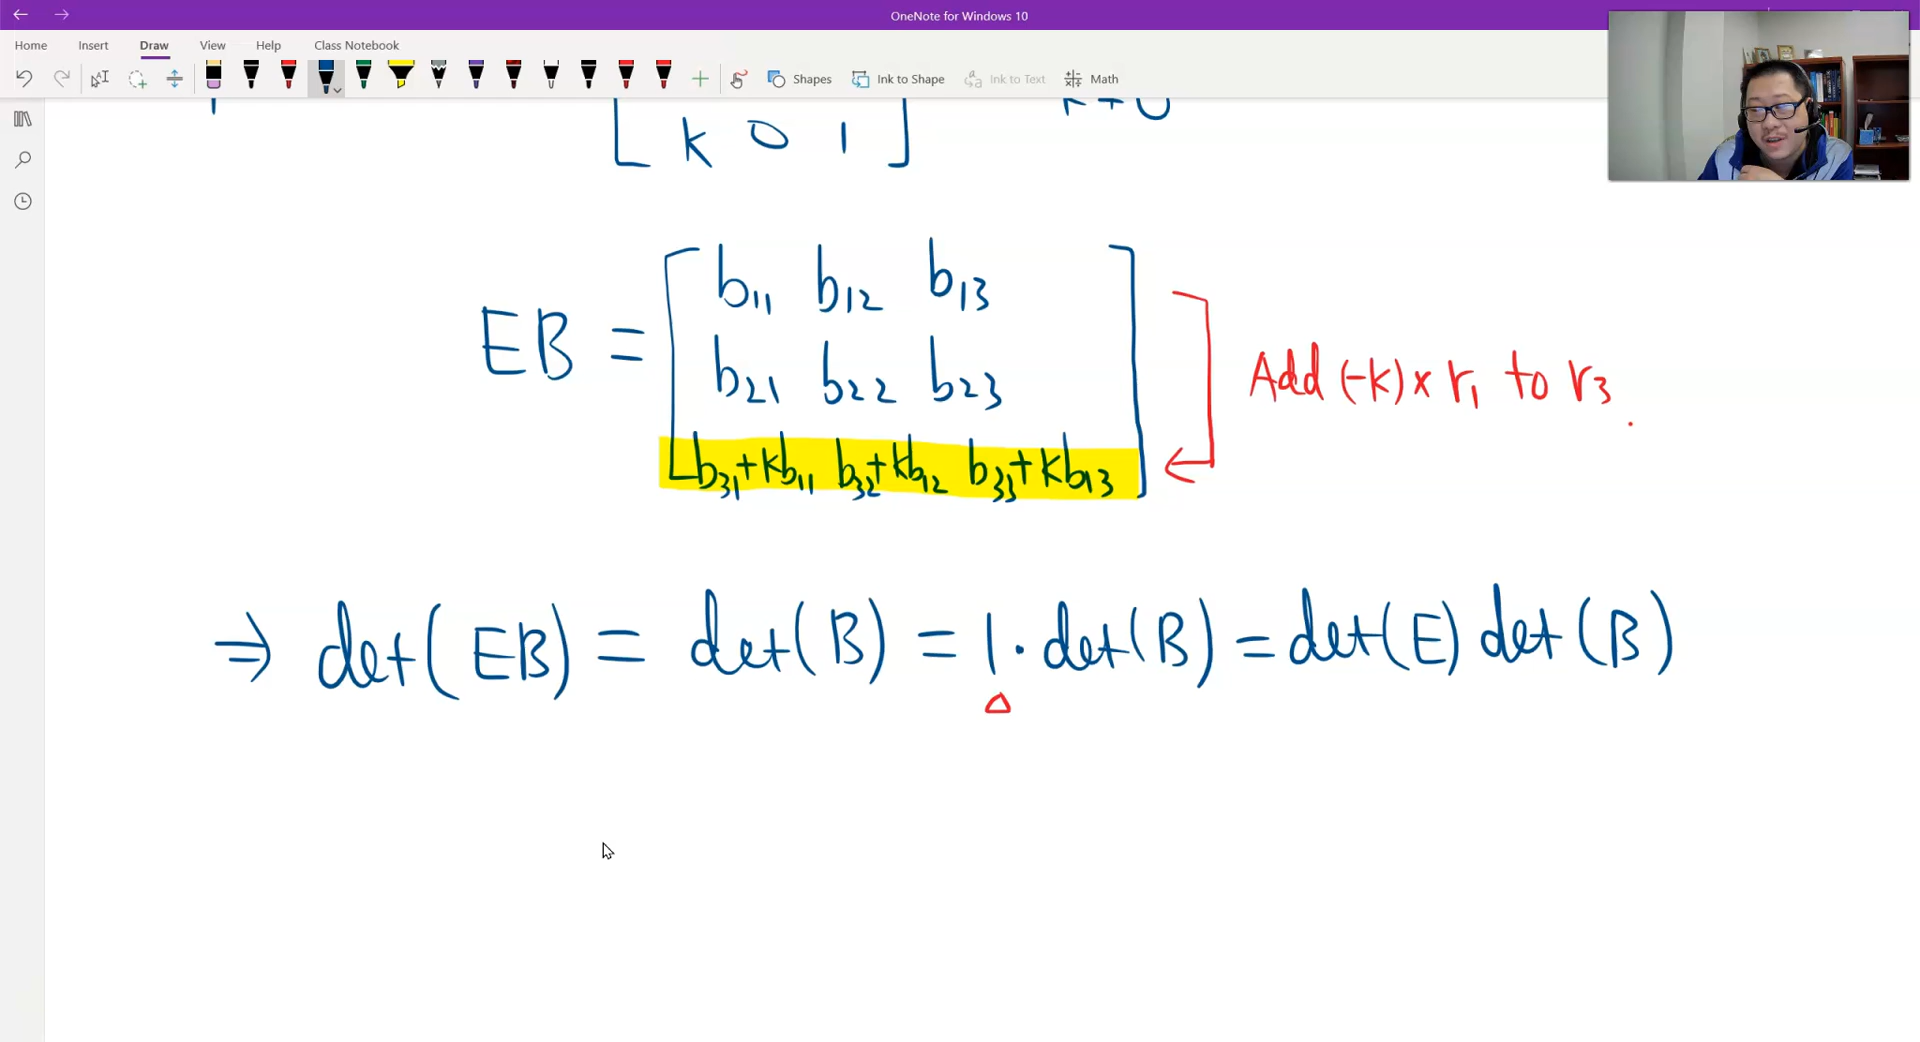 OneNote for Windows 10
Home Insert Draw View Help Class Notebook
Shapes Ink to Shape Ink to Text Math
k 0 1
k ≠ 0
EB = [ b₁₁ b₁₂ b₁₃
b₂₁ b₂₂ b₂₃
b₃₁+kb₁₁ b₃₂+kb₁₂ b₃₃+kb₁₃ ]
Add (-k) × r₁ to r₃.
⇒ det(EB) = det(B) = 1 · det(B) = det(E) det(B)